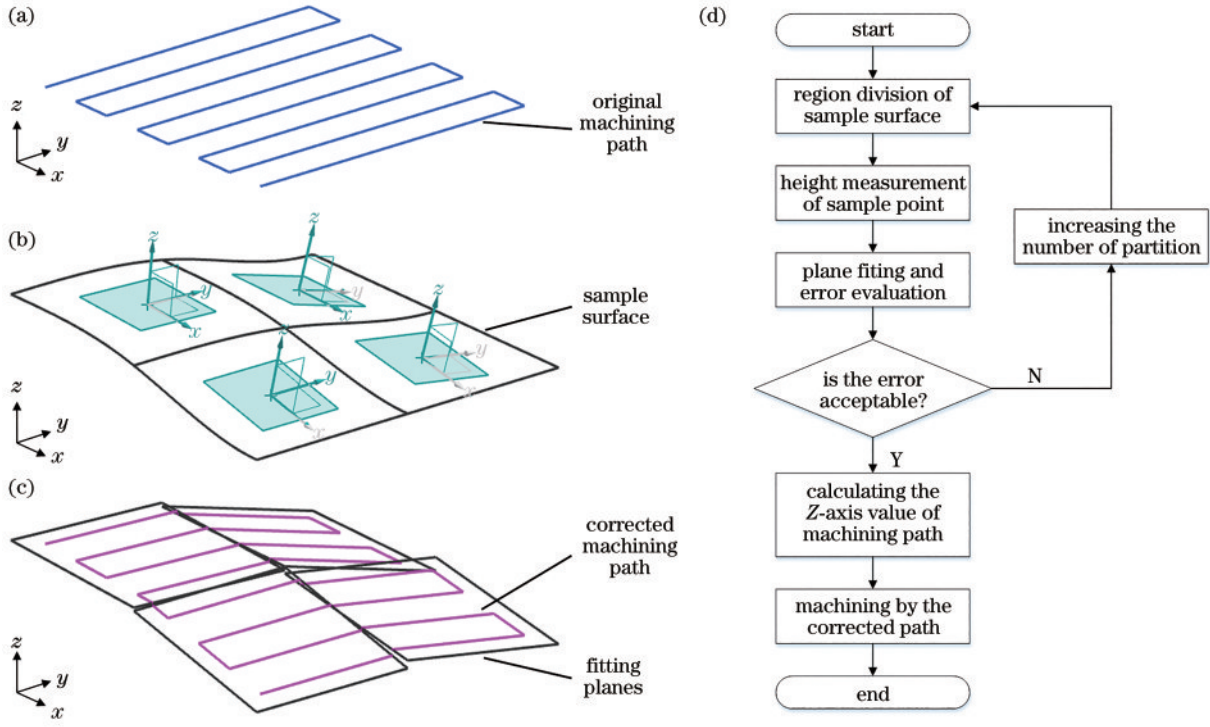 (a)
z
y
x
original
machining
path
(b)
z
y
x
z
y
x
z
y
x
z
y
x
sample
surface
z
y
x
(c)
corrected
machining
path
fitting
planes
z
y
x
(d)
start
region division of
sample surface
height measurement
of sample point
plane fitting and
error evaluation
is the error
acceptable?
N
increasing the
number of partition
Y
calculating the
Z-axis value of
machining path
machining by the
corrected path
end